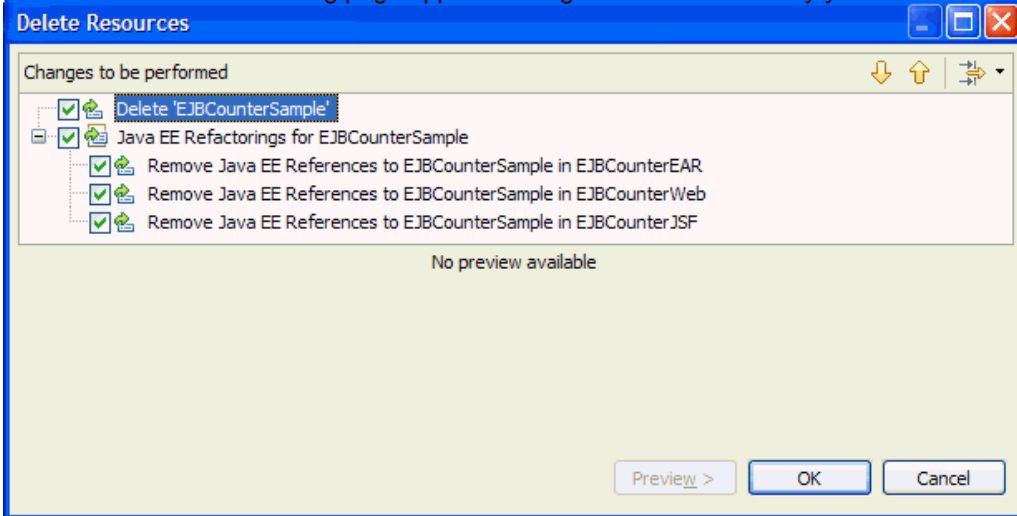 Delete Resources
Changes to be performed
Delete 'EJBCounterSample'
Java EE Refactorings for EJBCounterSample
Remove Java EE References to EJBCounterSample in EJBCounterEAR
Remove Java EE References to EJBCounterSample in EJBCounterWeb
Remove Java EE References to EJBCounterSample in EJBCounterJSF
No preview available
Preview >
OK
Cancel